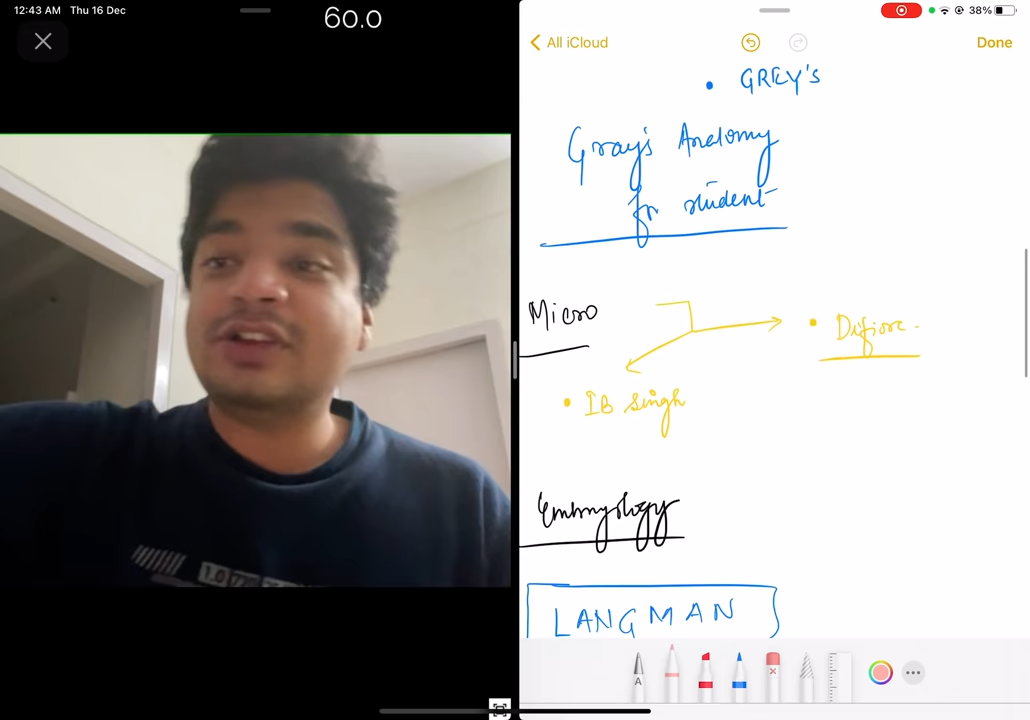 12:43 AM Thu 16 Dec
60.0
38%
All iCloud
Done
• GREY'S
Gray's Anatomy
for student
Micro
• Difiore.
• IB Singh
Embryology
LANGMAN
A